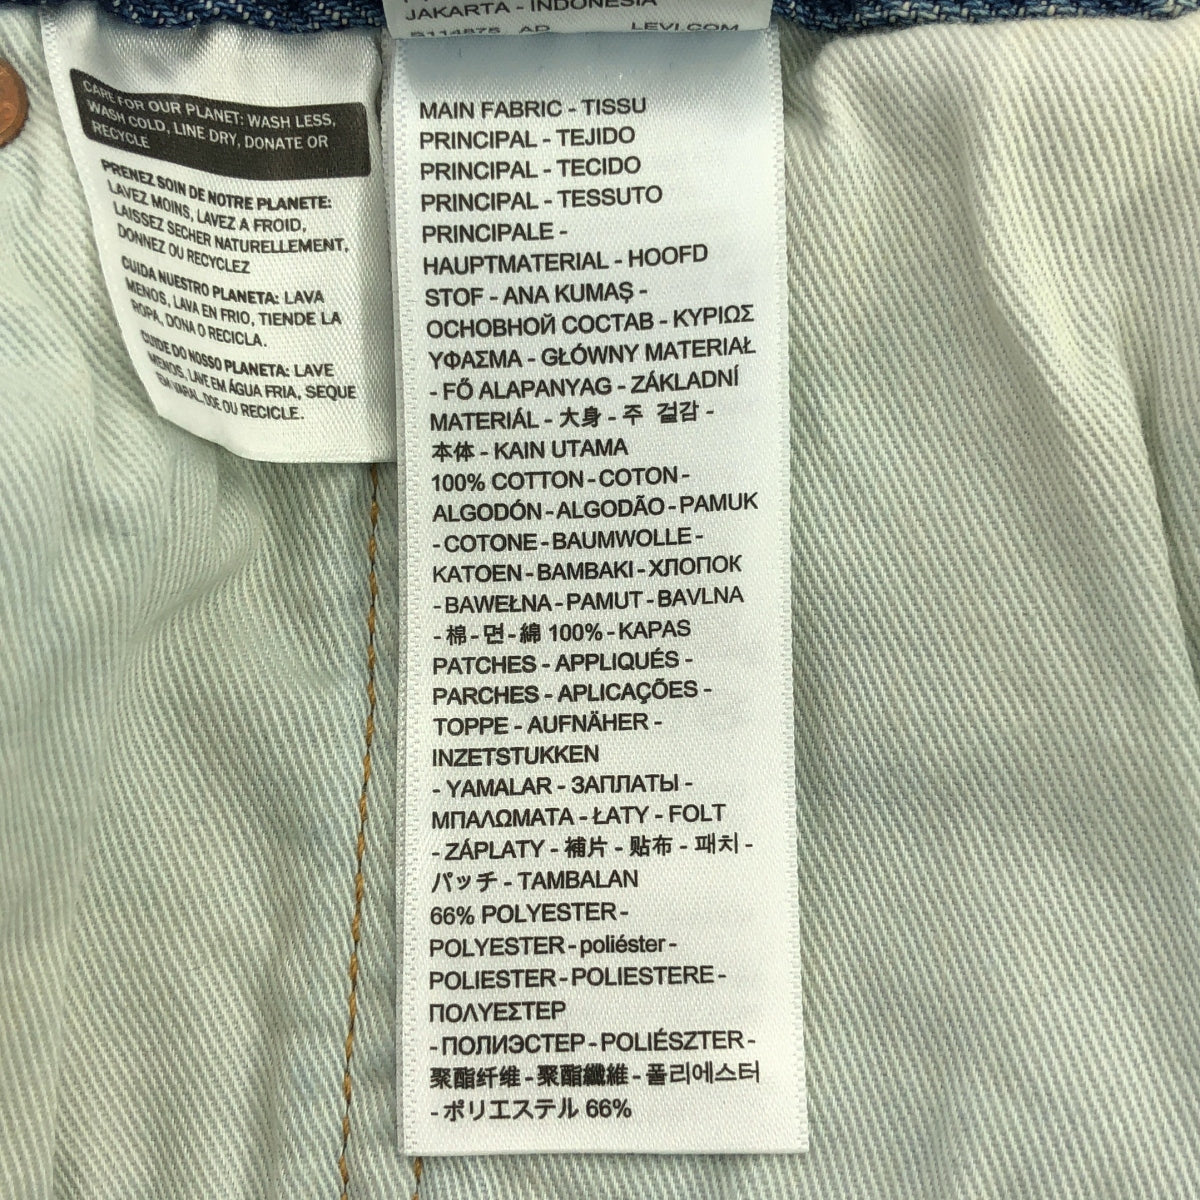 JAKARTA - INDONESIA
AD LEVI.COM
CARE FOR OUR PLANET: WASH LESS,
WASH COLD, LINE DRY, DONATE OR
RECYCLE
PRENEZ SOIN DE NOTRE PLANETE:
LAVEZ MOINS, LAVEZ A FROID,
LAISSEZ SECHER NATURELLEMENT,
DONNEZ OU RECYCLEZ
CUIDA NUESTRO PLANETA: LAVA
MENOS, LAVA EN FRIO, TIENDE LA
ROPA, DONA O RECICLA.
CUIDE DO NOSSO PLANETA: LAVE
MENOS, LAVE EM ÁGUA FRIA, SEQUE
EM VARAL, DOE OU RECICLE.
MAIN FABRIC - TISSU
PRINCIPAL - TEJIDO
PRINCIPAL - TECIDO
PRINCIPAL - TESSUTO
PRINCIPALE -
HAUPTMATERIAL - HOOFD
STOF - ANA KUMAŞ -
ОСНОВНОЙ СОСТАВ - ΚΥΡΙΩΣ
ΥΦΑΣΜΑ - GŁÓWNY MATERIAŁ
- FŐ ALAPANYAG - ZÁKLADNÍ
MATERIÁL - 大身 - 주 겉감 -
本体 - KAIN UTAMA
100% COTTON - COTON -
ALGODÓN - ALGODÃO - PAMUK
- COTONE - BAUMWOLLE -
KATOEN - ΒΑΜΒΑΚΙ - ХЛОПОК
- BAWEŁNA - PAMUT - BAVLNA
- 棉 - 면 - 綿 100% - KAPAS
PATCHES - APPLIQUÉS -
PARCHES - APLICAÇÕES -
TOPPE - AUFNÄHER -
INZETSTUKKEN
- YAMALAR - ЗАПЛАТЫ -
ΜΠΑΛΩΜΑΤΑ - ŁATY - FOLT
- ZÁPLATY - 補片 - 贴布 - 패치 -
パッチ - TAMBALAN
66% POLYESTER -
POLYESTER - poliéster -
POLIESTER - POLIESTERE -
ΠΟΛΥΕΣΤΕΡ
- ПОЛИЭСТЕР - POLIÉSZTER -
聚酯纤维 - 聚酯纖維 - 폴리에스터
- ポリエステル 66%